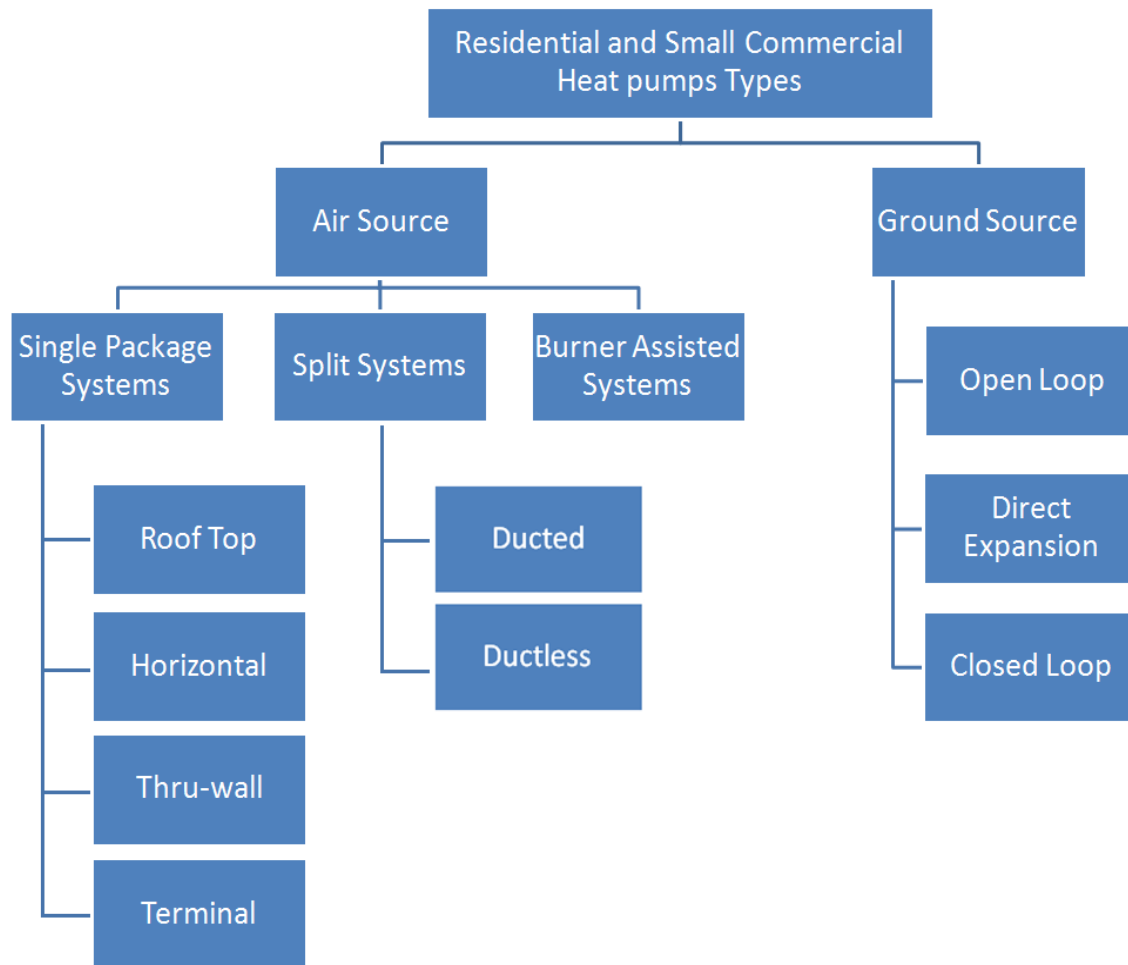 Residential and Small Commercial
Heat pumps Types
Air Source
Ground Source
Single Package
Systems
Split Systems
Burner Assisted
Systems
Open Loop
Direct
Expansion
Closed Loop
Roof Top
Horizontal
Thru-wall
Terminal
Ducted
Ductless